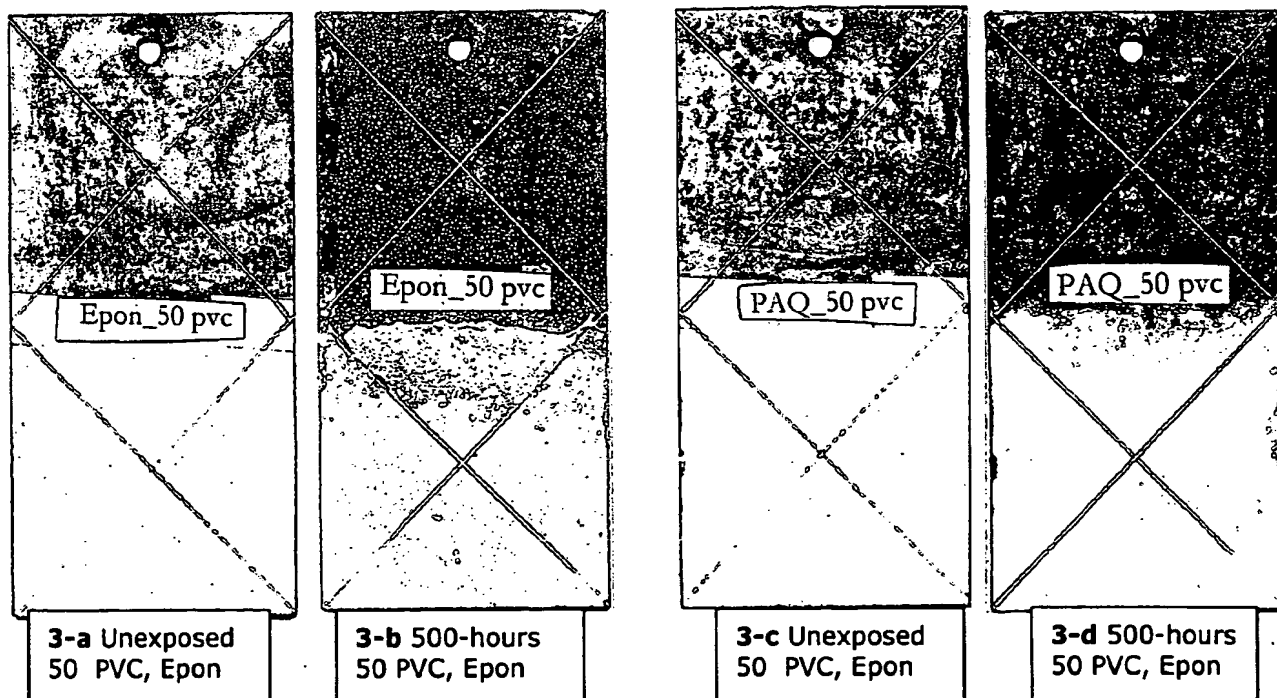 Epon_50 pvc
Epon_50 pvc
PAQ_50 pvc
PAQ_50 pvc
3-a Unexposed
50 PVC, Epon
3-b 500-hours
50 PVC, Epon
3-c Unexposed
50 PVC, Epon
3-d 500-hours
50 PVC, Epon